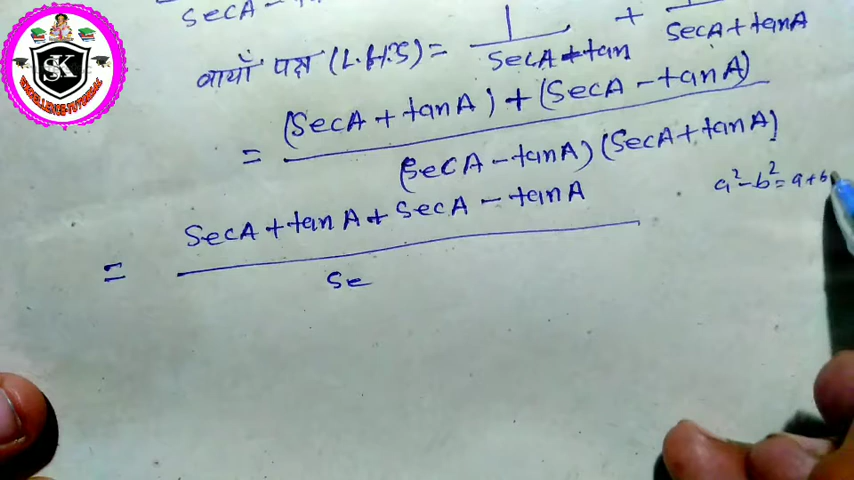 SecA -
बायाँ पक्ष (L.H.S) = 1 / SecA - tan + SecA + tanA
= (SecA + tanA) + (SecA - tanA)
(SecA - tanA) (SecA + tanA)
a² - b² = a + b
= SecA + tanA + SecA - tanA
Se
SK